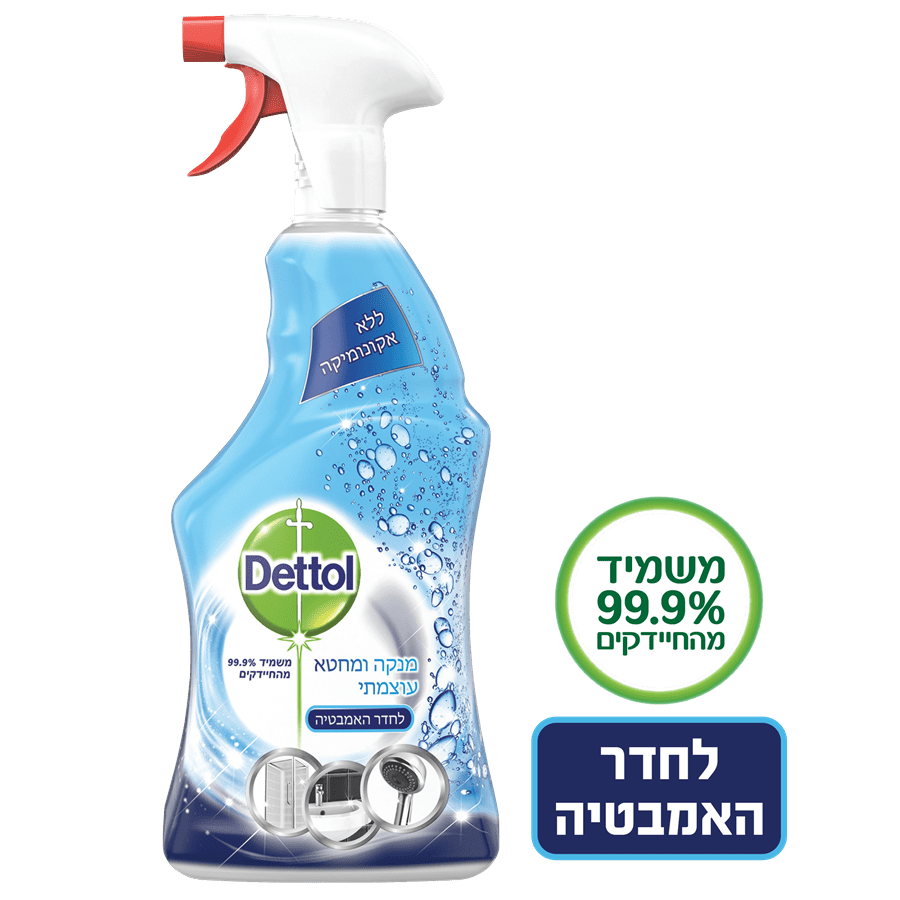 ללא
אקונומיקה
Dettol
משמיד 99.9%
מהחיידקים
מנקה ומחטא
עוצמתי
לחדר האמבטיה
משמיד
99.9%
מהחיידקים
לחדר
האמבטיה